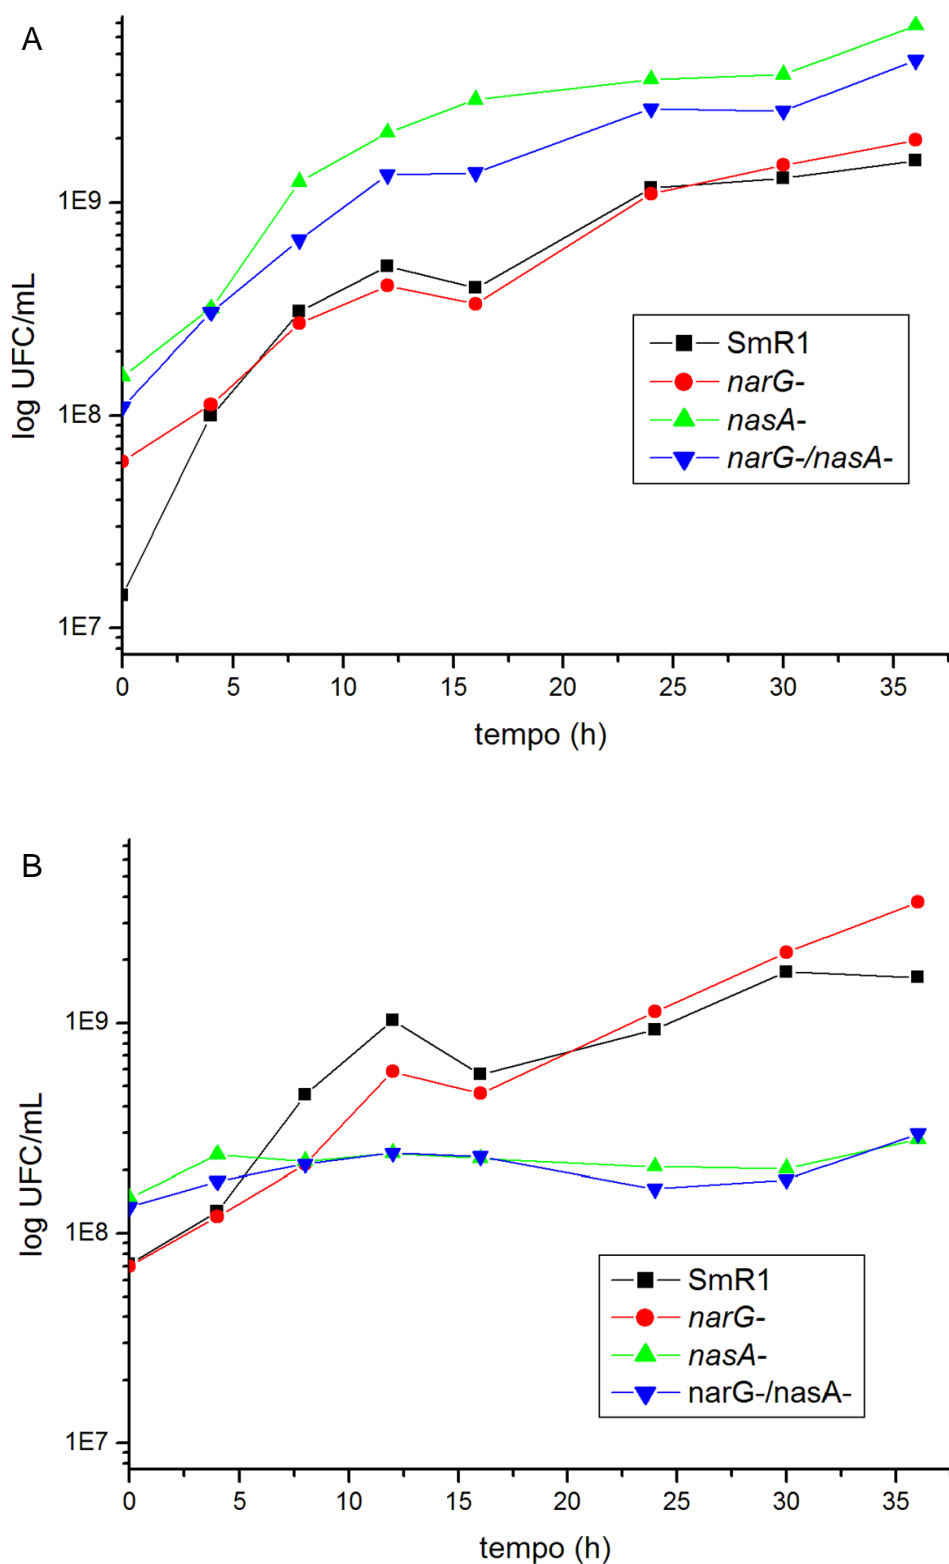 A
log UFC/mL
1E9
1E8
1E7
0 5 10 15 20 25 30 35
tempo (h)
SmR1
narG-
nasA-
narG-/nasA-
B
log UFC/mL
1E9
1E8
1E7
0 5 10 15 20 25 30 35
tempo (h)
SmR1
narG-
nasA-
narG-/nasA-